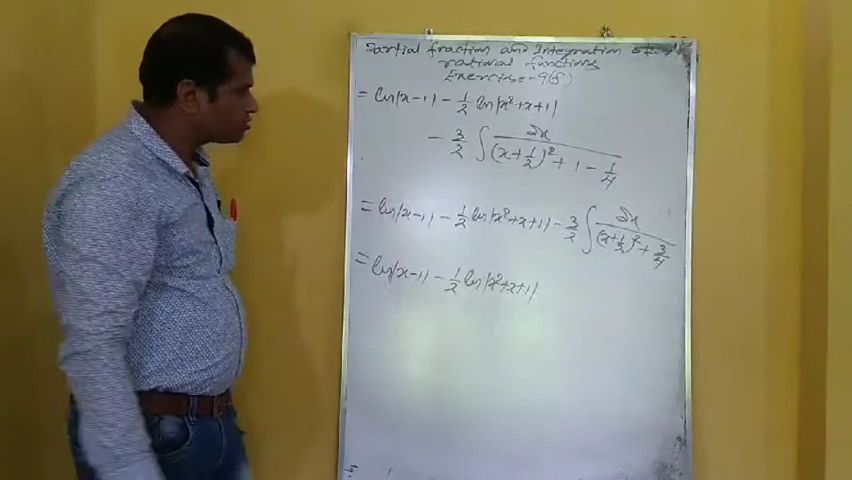 Partial fraction and Integration of
rational functions
Exercise-9(5)
= ln|x-1| - 1/2 ln|x²+x+1|
- 3/2 ∫ dx/((x+1/2)²+1-1/4)
= ln|x-1| - 1/2 ln|x²+x+1| - 3/2 ∫ dx/((x+1/2)²+3/4)
= ln|x-1| - 1/2 ln|x²+x+1|